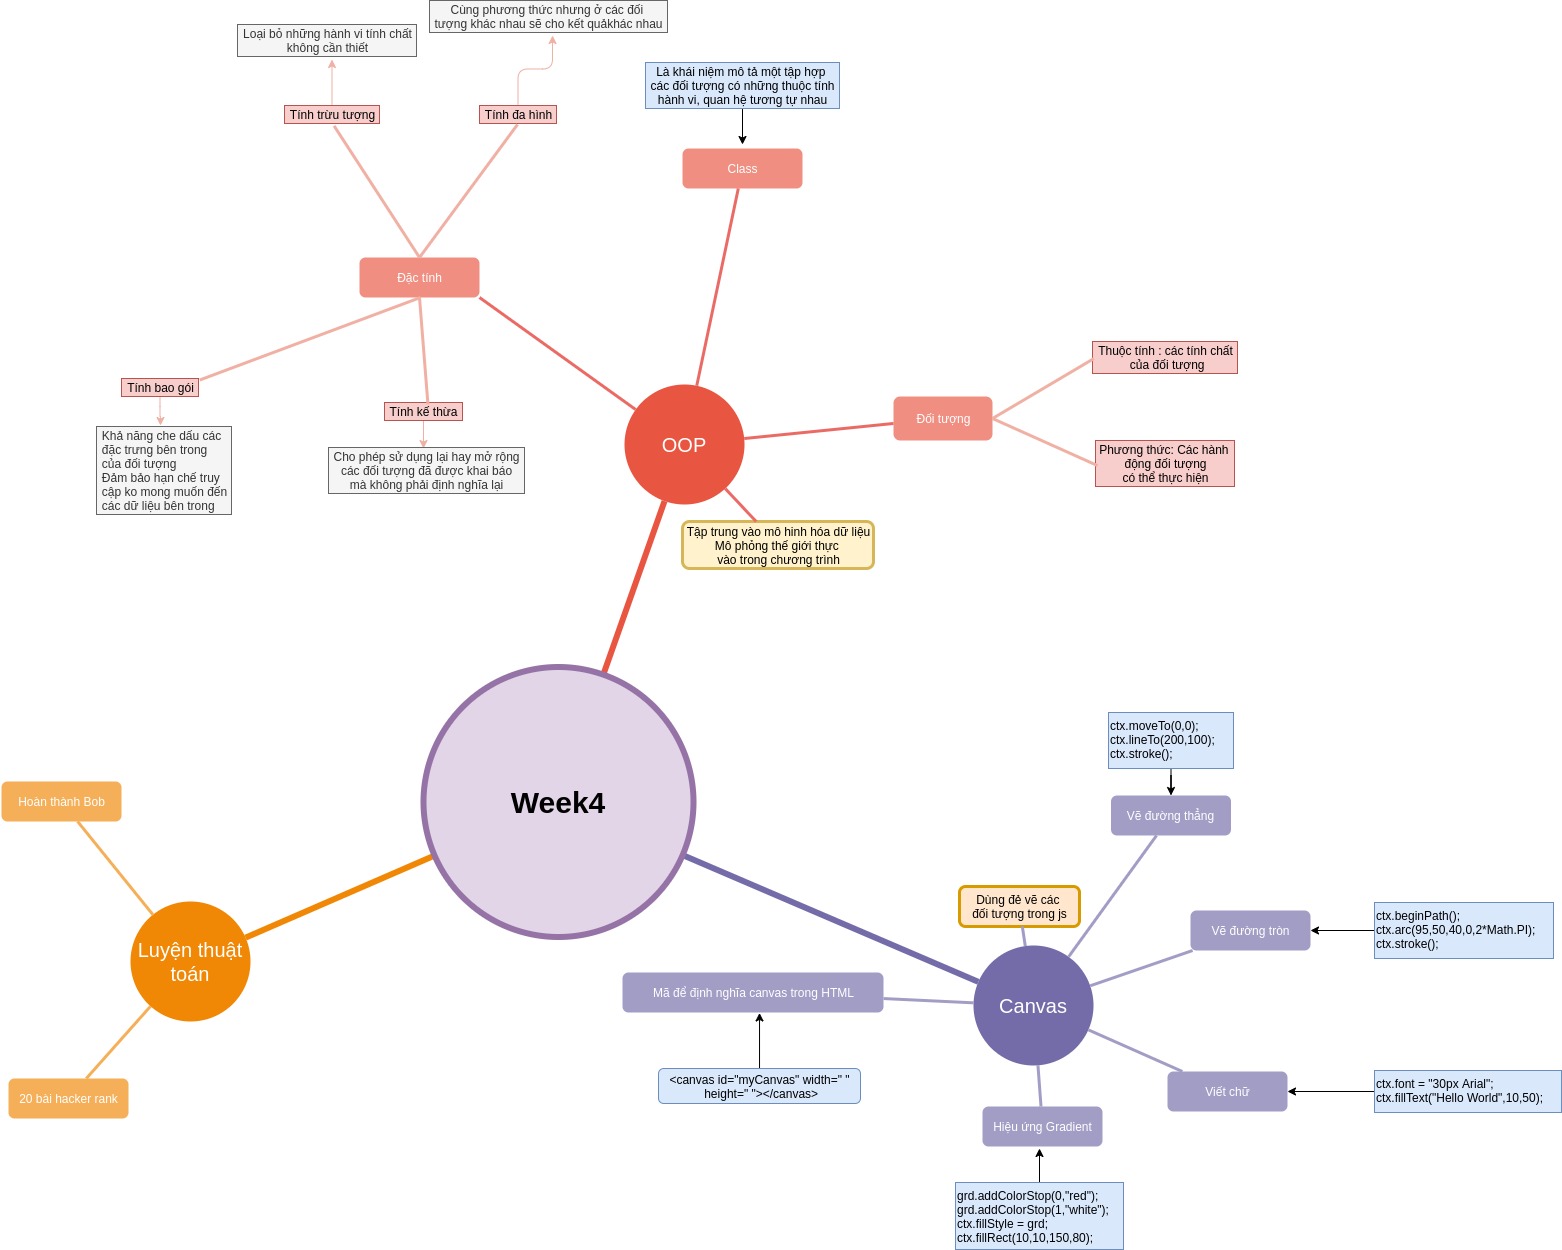 Cùng phương thức nhưng ở các đối
tượng khác nhau sẽ cho kết quảkhác nhau
Loại bỏ những hành vi tính chất
không cần thiết
Tính trừu tượng
Tính đa hình
Là khái niệm mô tả một tập hợp
các đối tượng có những thuộc tính
hành vi, quan hệ tương tự nhau
Class
Đặc tính
Tính bao gói
Khả năng che dấu các
đặc trưng bên trong
của đối tượng
Đảm bảo hạn chế truy
cập ko mong muốn đến
các dữ liệu bên trong
Tính kế thừa
Cho phép sử dụng lại hay mở rộng
các đối tượng đã được khai báo
mà không phải định nghĩa lại
OOP
Đối tượng
Thuộc tính : các tính chất
của đối tượng
Phương thức: Các hành
động đối tượng
có thể thực hiện
Tập trung vào mô hinh hóa dữ liệu
Mô phỏng thế giới thực
vào trong chương trình
Week4
Hoàn thành Bob
Luyện thuật
toán
20 bài hacker rank
ctx.moveTo(0,0);
ctx.lineTo(200,100);
ctx.stroke();
Vẽ đường thẳng
Dùng đẻ vẽ các
đối tượng trong js
Vẽ đường tròn
ctx.beginPath();
ctx.arc(95,50,40,0,2*Math.PI);
ctx.stroke();
Mã để định nghĩa canvas trong HTML
<canvas id="myCanvas" width=" "
height=" "></canvas>
Canvas
Viết chữ
ctx.font = "30px Arial";
ctx.fillText("Hello World",10,50);
Hiệu ứng Gradient
grd.addColorStop(0,"red");
grd.addColorStop(1,"white");
ctx.fillStyle = grd;
ctx.fillRect(10,10,150,80);